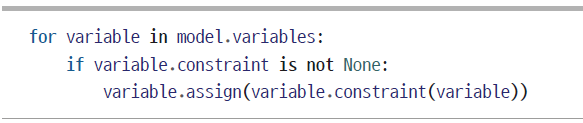 for variable in model.variables:
    if variable.constraint is not None:
        variable.assign(variable.constraint(variable))